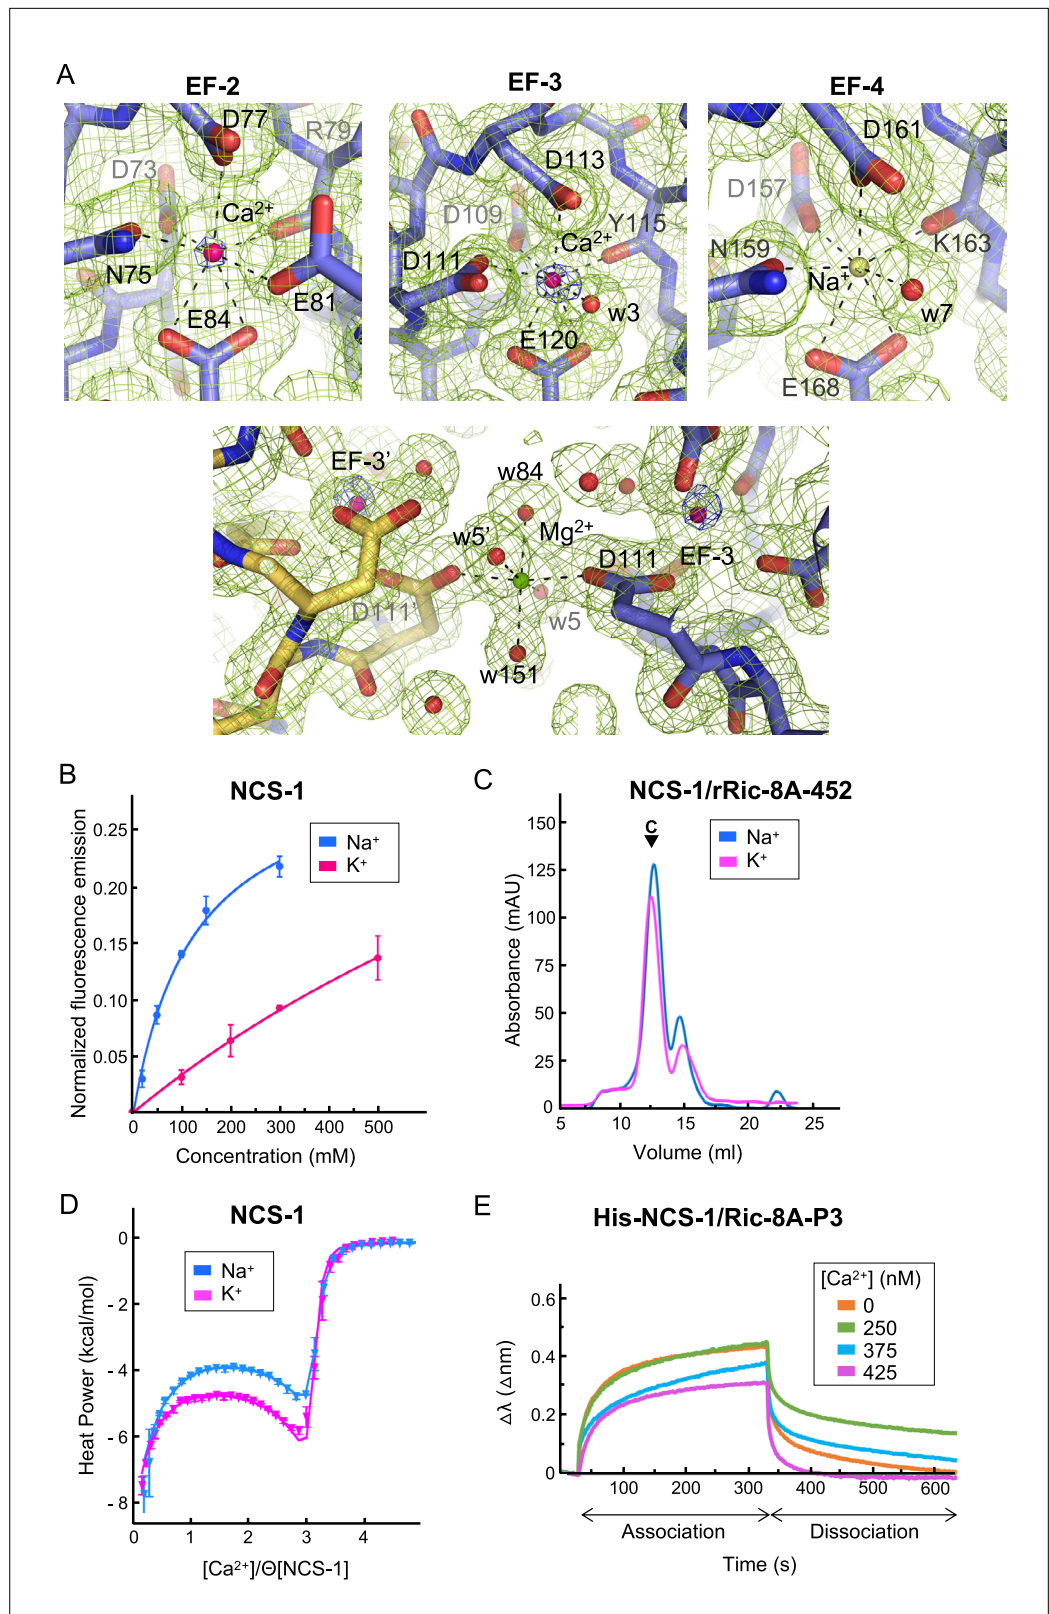 A
EF-2
EF-3
EF-4
D77
R79
D73
Ca²⁺
N75
E81
E84
D113
D109
Y115
Ca²⁺
D111
w3
E120
D161
D157
N159
K163
Na⁺
w7
E168
EF-3'
w84
w5'
Mg²⁺
D111
EF-3
D111'
w5
w151
B
NCS-1
Normalized fluorescence emission
0.25
0.20
0.15
0.10
0.05
0 100 200 300 400 500
Concentration (mM)
Na⁺
K⁺
C
NCS-1/rRic-8A-452
Absorbance (mAU)
150
125
100
75
50
25
0
5 10 15 20 25
Volume (ml)
c
Na⁺
K⁺
D
NCS-1
Heat Power (kcal/mol)
0
- 2
- 4
- 6
- 8
0 1 2 3 4
[Ca²⁺]/Θ[NCS-1]
Na⁺
K⁺
E
His-NCS-1/Ric-8A-P3
[Ca²⁺] (nM)
0
250
375
425
Δλ (Δnm)
0.6
0.4
0.2
0
100 200 300 400 500 600
Association
Dissociation
Time (s)